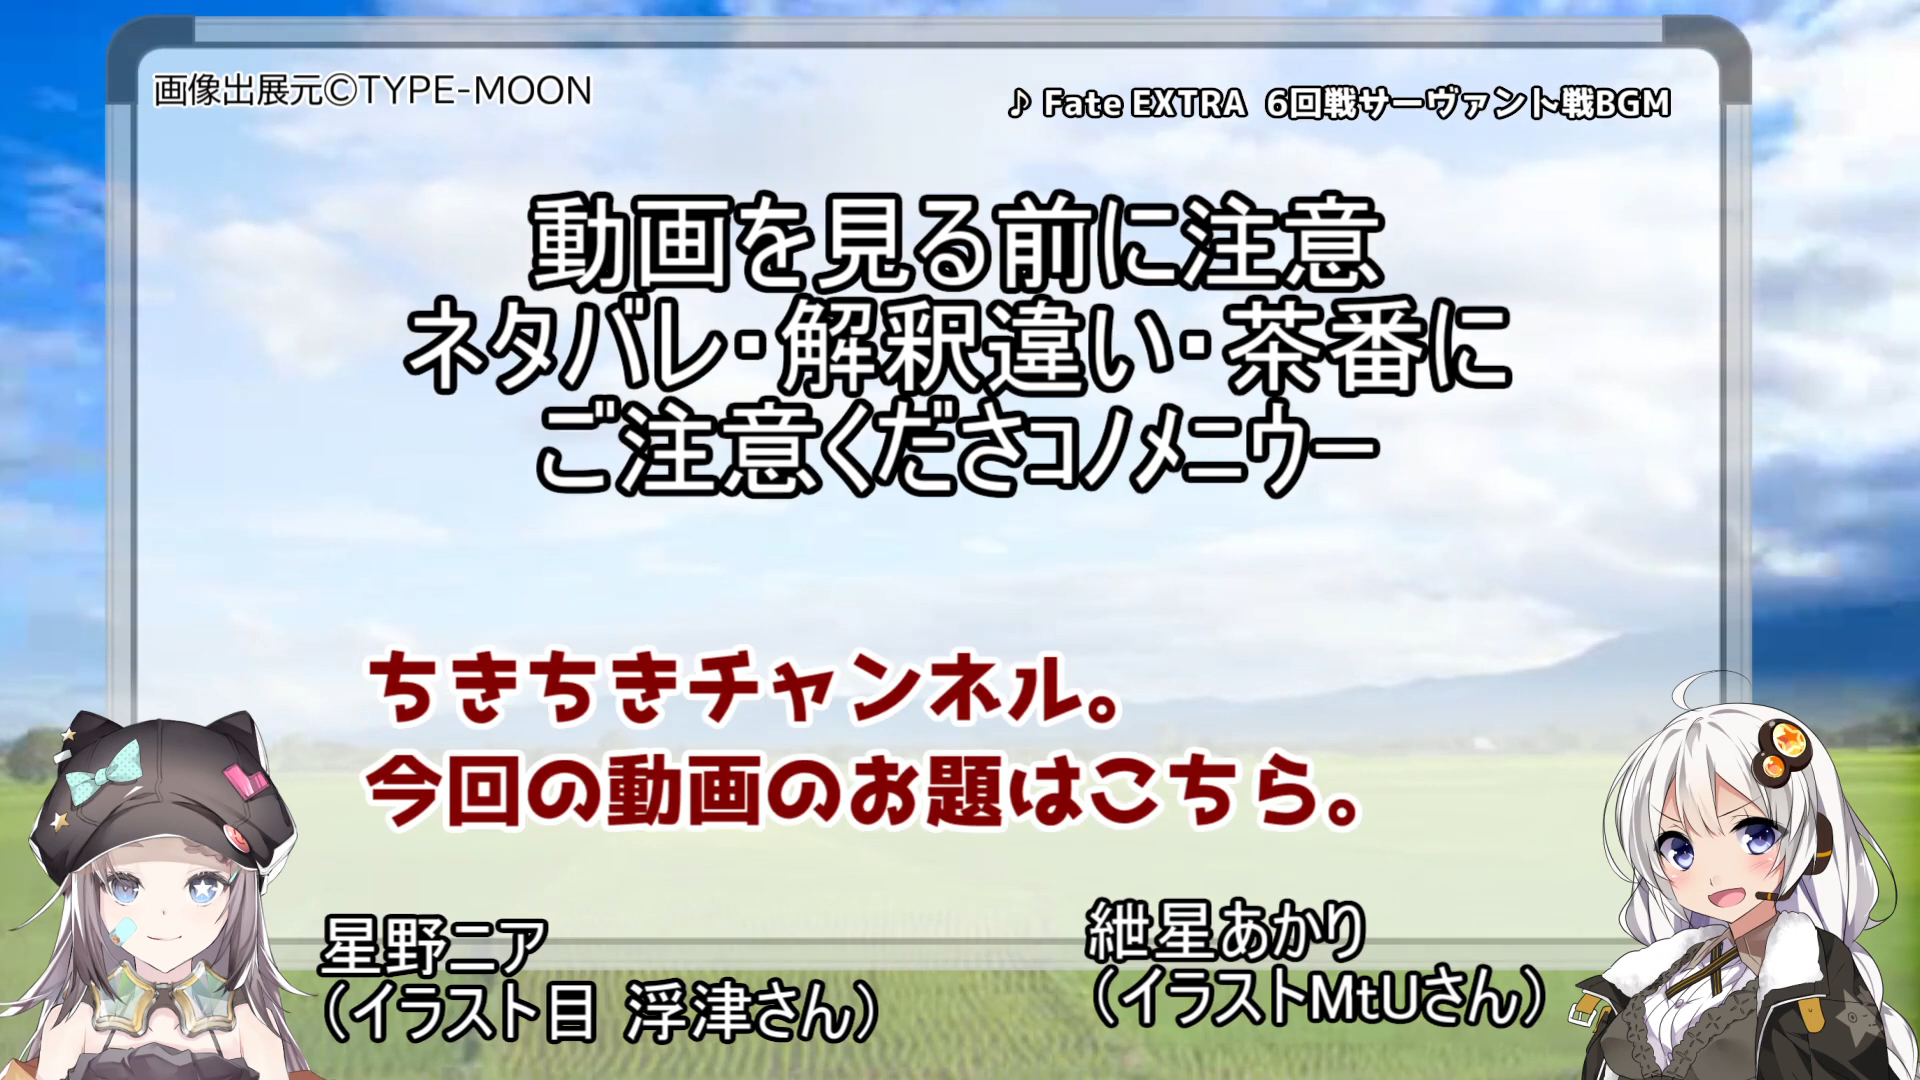 画像出展元©TYPE-MOON
♪ Fate EXTRA 6回戦サーヴァント戦BGM
動画を見る前に注意
ネタバレ・解釈違い・茶番に
ご注意くださｺﾉﾒﾆｳｰ
ちきちきチャンネル。
今回の動画のお題はこちら。
星野ニア
（イラスト目 浮津さん）
紲星あかり
（イラストMtUさん）